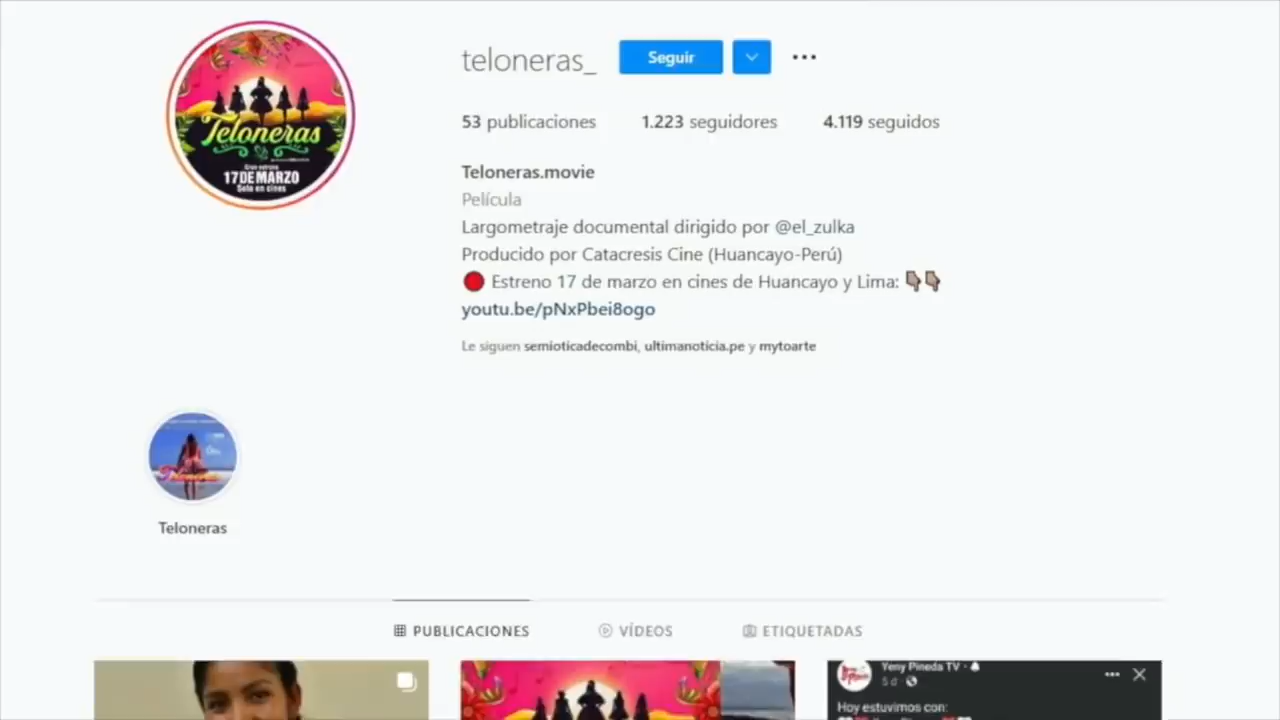 Teloneras
Gran estreno
17 DE MARZO
Solo en cines
teloneras_
Seguir
53 publicaciones
1.223 seguidores
4.119 seguidos
Teloneras.movie
Película
Largometraje documental dirigido por @el_zulka
Producido por Catacresis Cine (Huancayo-Perú)
Estreno 17 de marzo en cines de Huancayo y Lima:
youtu.be/pNxPbei8ogo
Le siguen semioticadecombi, ultimanoticia.pe y mytoarte
Teloneras
Teloneras
PUBLICACIONES
VÍDEOS
ETIQUETADAS
Yeny Pineda TV
5 d
Hoy estuvimos con: